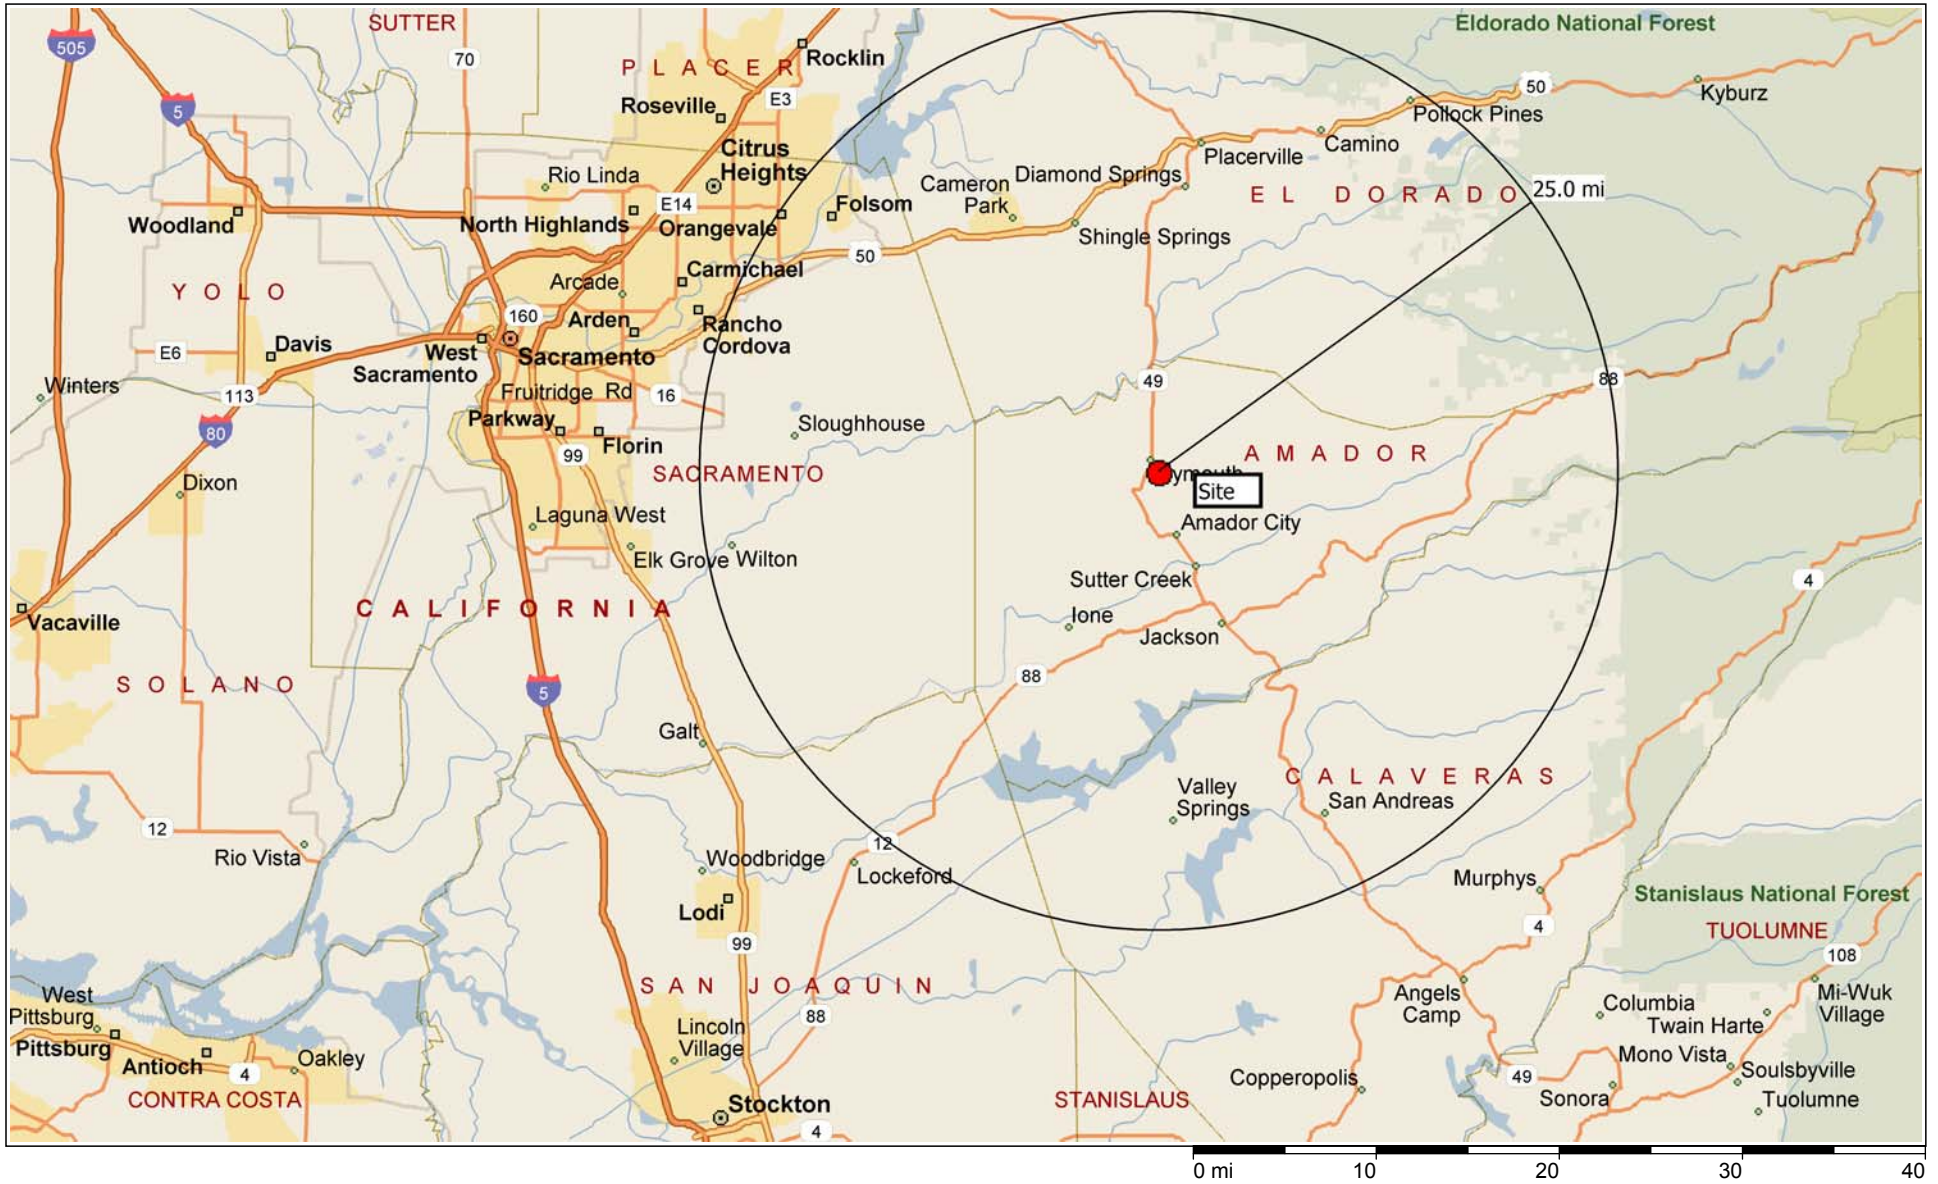 SUTTER
Eldorado National Forest
505
70
PLACER
Rocklin
50
Kyburz
5
Roseville
E3
Pollock Pines
Citrus
Heights
Camino
Placerville
Rio Linda
Diamond Springs
Cameron
Park
EL DORADO
25.0 mi
E14
Folsom
Woodland
North Highlands
Orangevale
Shingle Springs
50
Carmichael
Arcade
YOLO
160
Arden
Rancho
Cordova
Davis
E6
West
Sacramento
Sacramento
49
88
Winters
113
Fruitridge Rd
16
Parkway
Sloughhouse
80
Florin
99
AMADOR
SACRAMENTO
Site
Dixon
Laguna West
Amador City
Elk Grove
Wilton
Sutter Creek
4
CALIFORNIA
Ione
Vacaville
Jackson
88
SOLANO
5
Galt
CALAVERAS
Valley
Springs
San Andreas
12
12
Rio Vista
Woodbridge
Lockeford
Murphys
Stanislaus National Forest
Lodi
4
TUOLUMNE
99
108
SAN JOAQUIN
West
Pittsburg
Angels
Camp
Columbia
Mi-Wuk
Village
88
Twain Harte
Lincoln
Village
Pittsburg
Mono Vista
Antioch
Oakley
4
Soulsbyville
Copperopolis
49
Sonora
CONTRA COSTA
Stockton
STANISLAUS
Tuolumne
4
0 mi 10 20 30 40